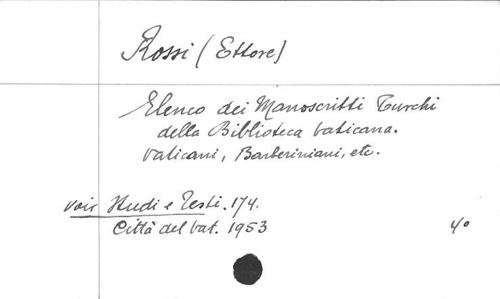 Rossi (Ettore)
Elenco dei Manoscritti Turchi
della Biblioteca Vaticana.
Vaticani, Barberiniani, etc.
voir Studi e Testi. 174.
Città del Vat. 1953 4°